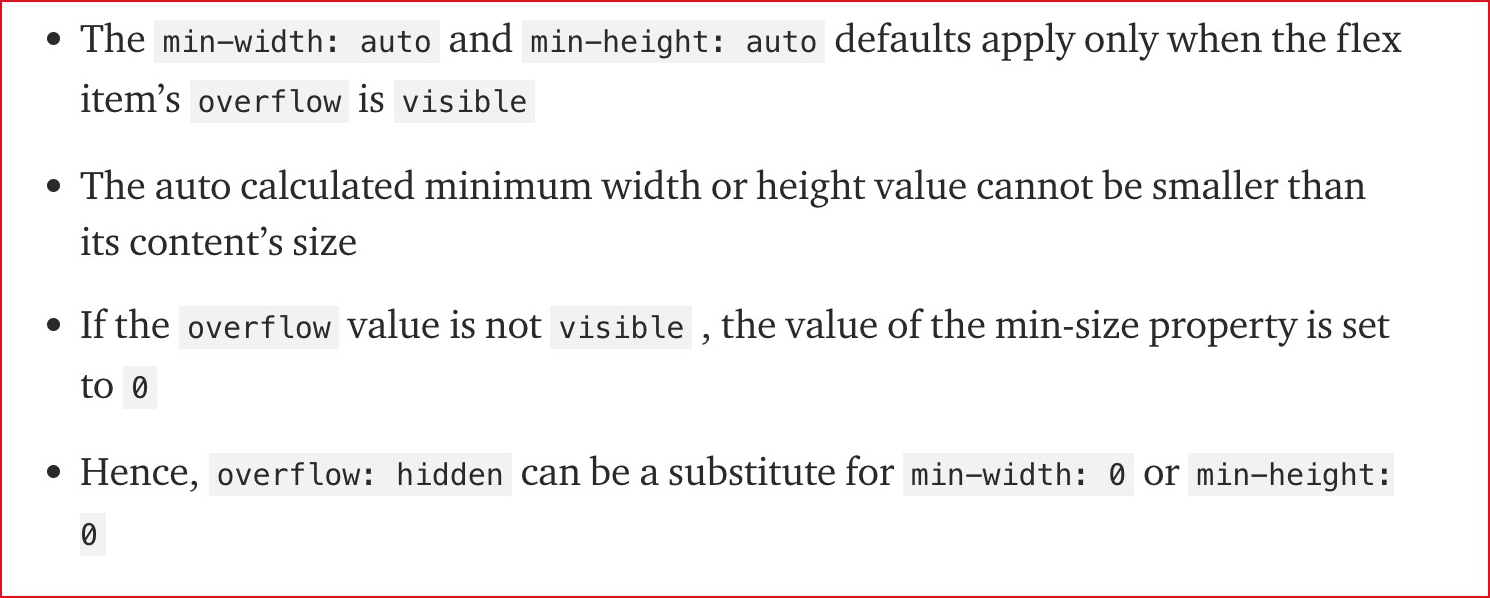 • The min-width: auto and min-height: auto defaults apply only when the flex
item’s overflow is visible
• The auto calculated minimum width or height value cannot be smaller than
its content’s size
• If the overflow value is not visible , the value of the min-size property is set
to 0
• Hence, overflow: hidden can be a substitute for min-width: 0 or min-height:
0